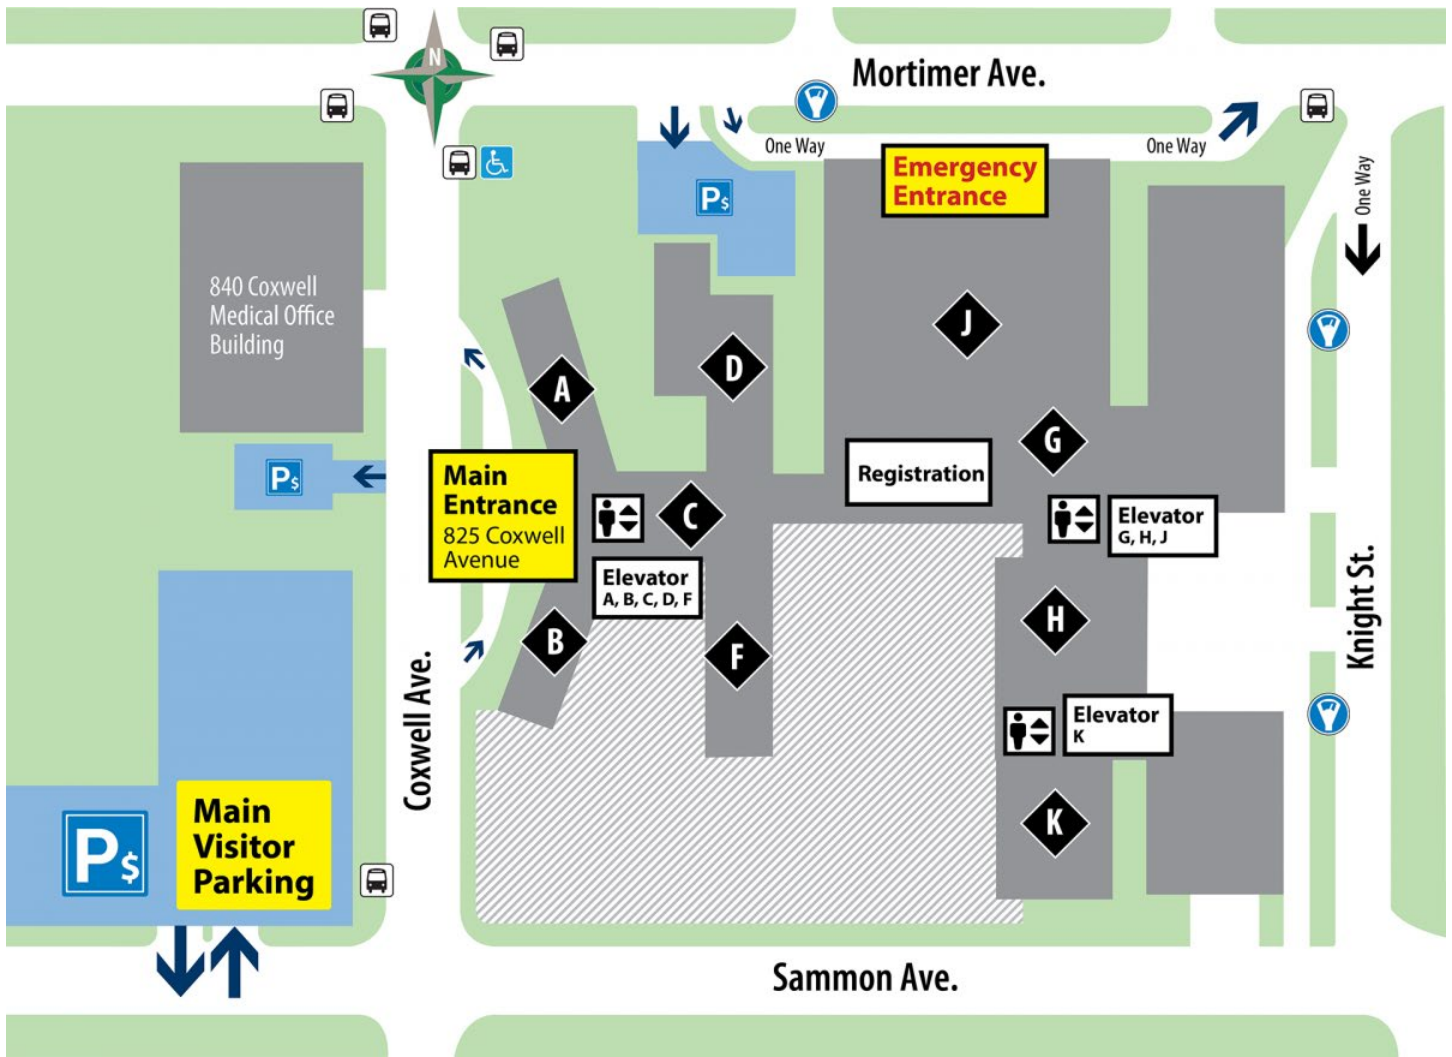 N
Mortimer Ave.
One Way
One Way
Emergency
Entrance
One Way
P$
840 Coxwell
Medical Office
Building
J
A
D
G
P$
Main
Entrance
825 Coxwell
Avenue
C
Registration
Elevator
G, H, J
Elevator
A, B, C, D, F
B
F
H
Knight St.
Coxwell Ave.
Elevator
K
K
P$
Main
Visitor
Parking
Sammon Ave.